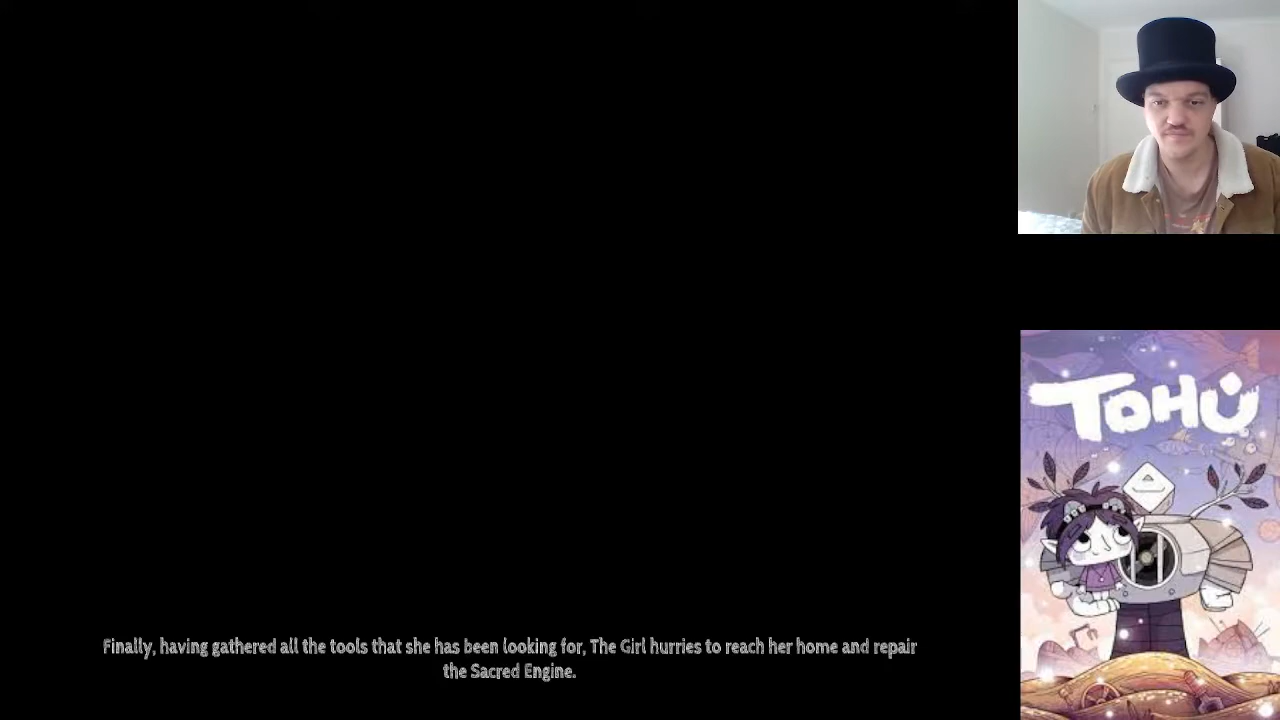 TOHU
Finally, having gathered all the tools that she has been looking for, The Girl hurries to reach her home and repair
the Sacred Engine.